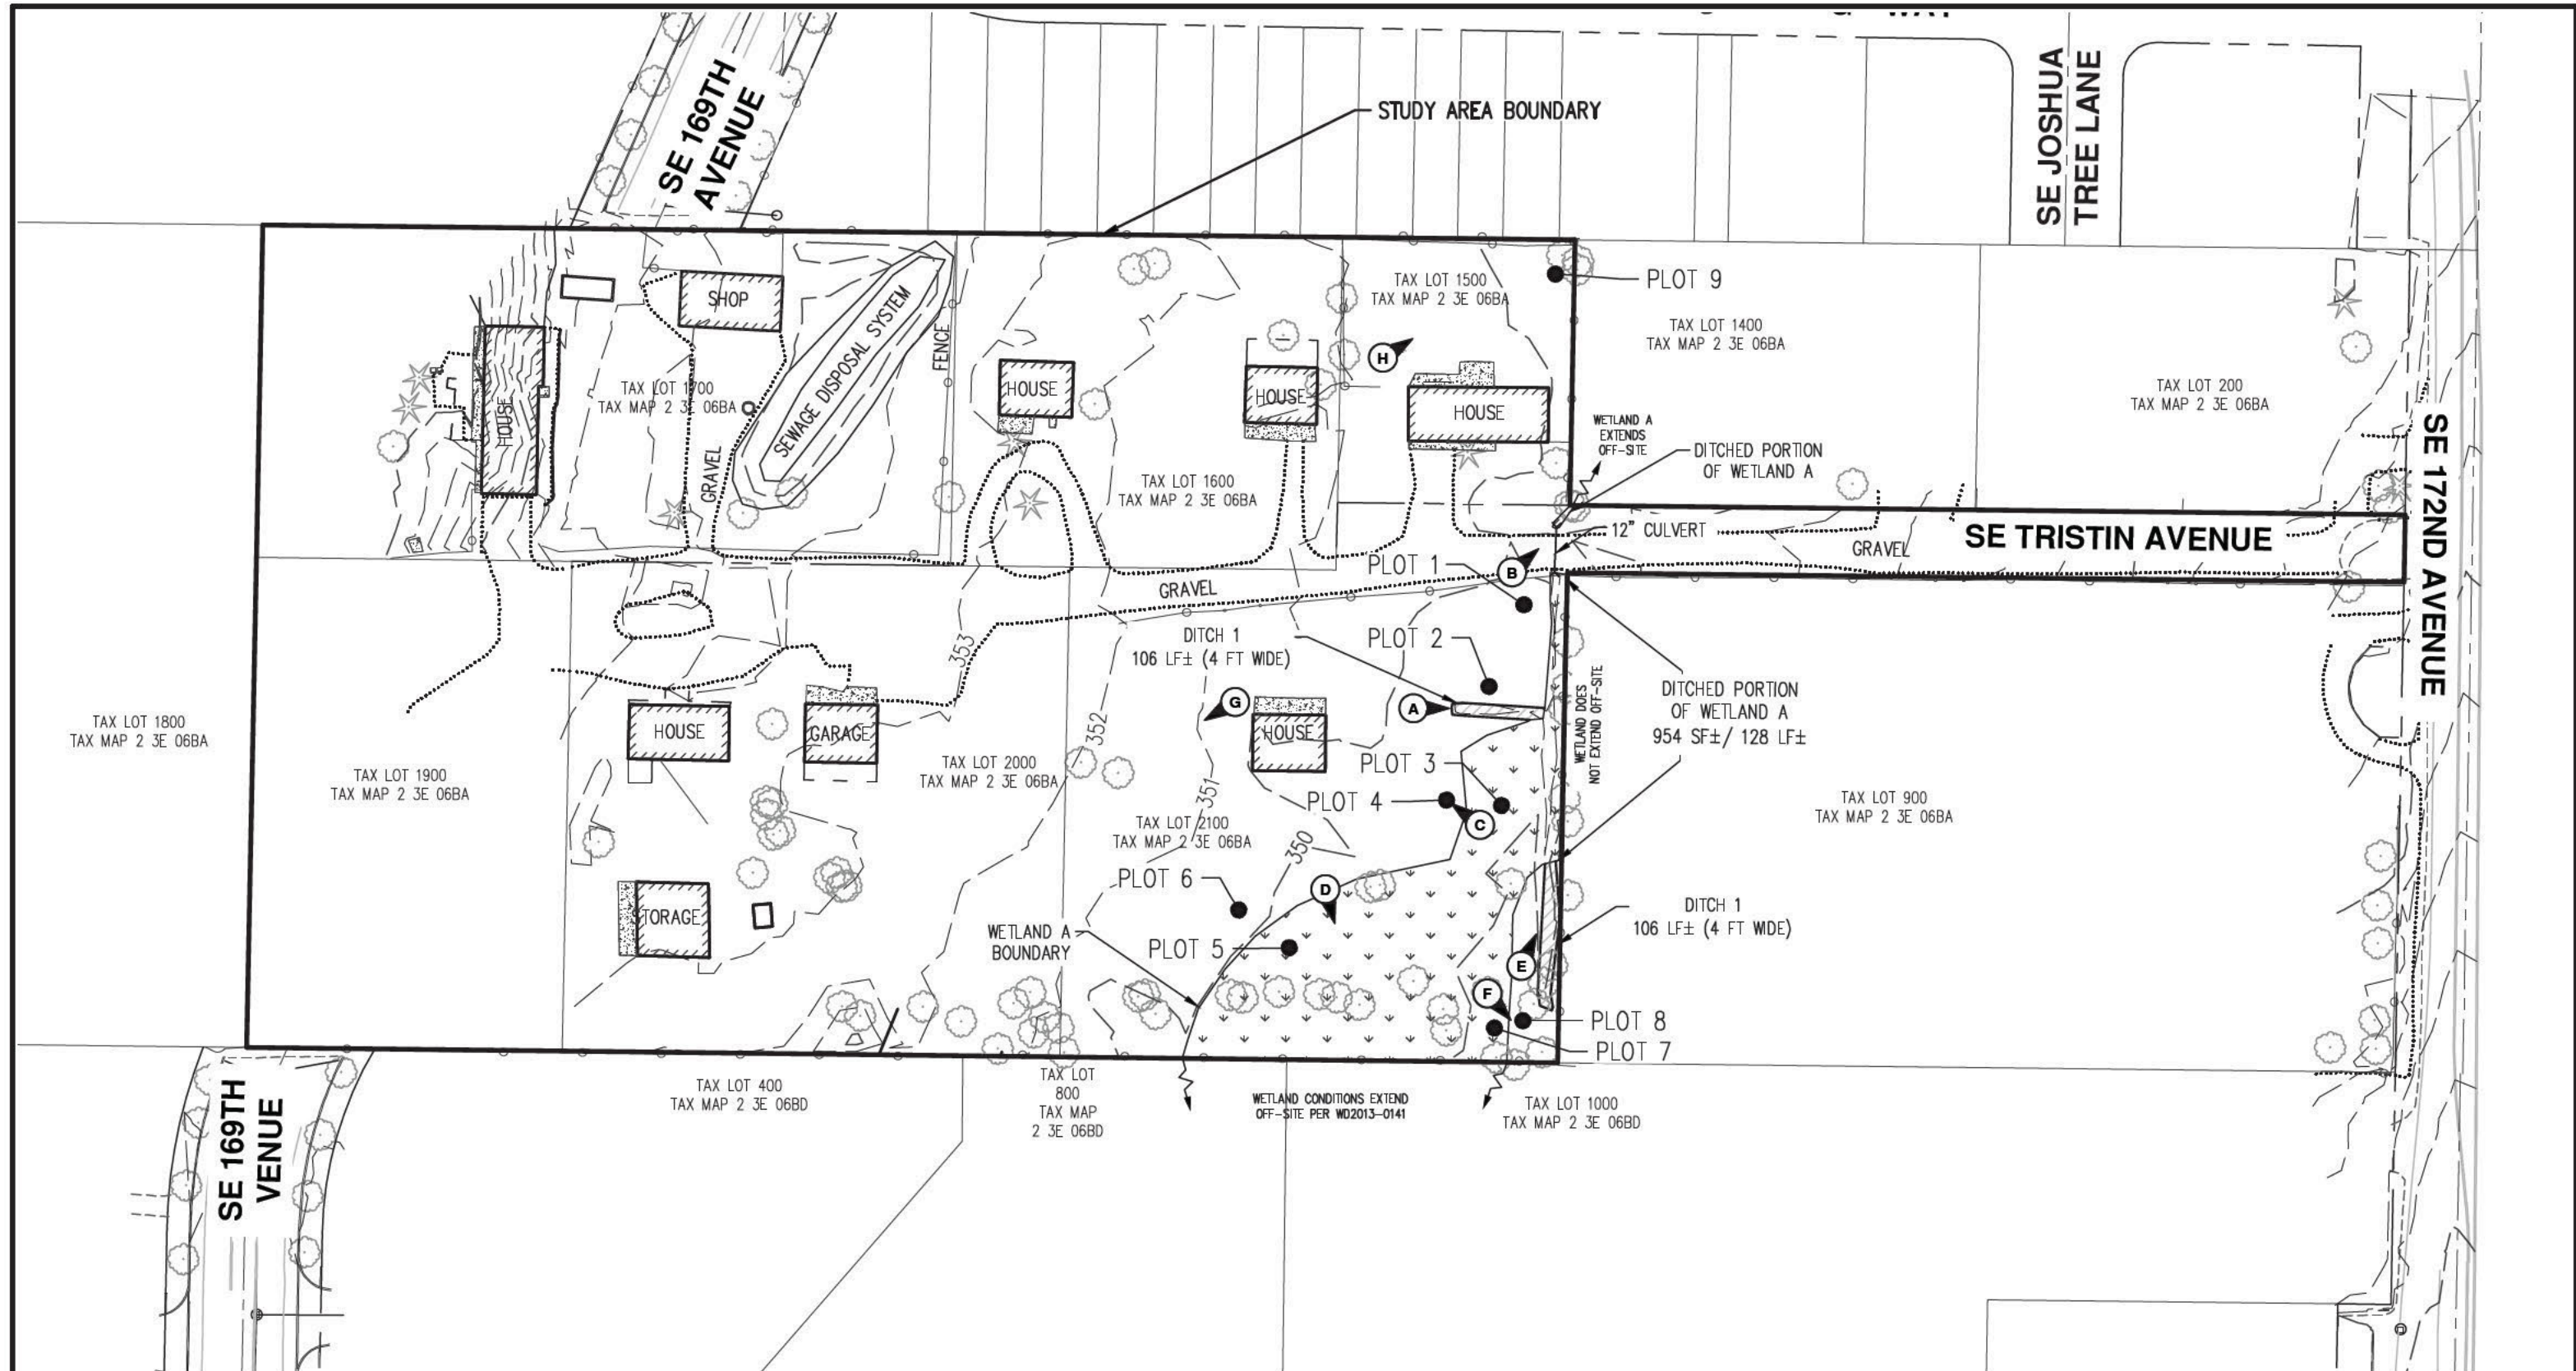 WAY
SE 169TH
AVENUE
STUDY AREA BOUNDARY
SE JOSHUA
TREE LANE
SHOP
SEWAGE DISPOSAL SYSTEM
FENCE
TAX LOT 1500
TAX MAP 2 3E 06BA
PLOT 9
TAX LOT 1400
TAX MAP 2 3E 06BA
H
TAX LOT 1700
TAX MAP 2 3E 06BA
HOUSE
HOUSE
HOUSE
HOUSE
TAX LOT 200
TAX MAP 2 3E 06BA
WETLAND A
EXTENDS
OFF-SITE
DITCHED PORTION
OF WETLAND A
GRAVEL
TAX LOT 1600
TAX MAP 2 3E 06BA
12" CULVERT
GRAVEL
SE TRISTIN AVENUE
SE 172ND AVENUE
PLOT 1
B
GRAVEL
353
DITCH 1
106 LF± (4 FT WIDE)
PLOT 2
WETLAND DOES
NOT EXTEND OFF-SITE
DITCHED PORTION
OF WETLAND A
954 SF±/ 128 LF±
TAX LOT 1800
TAX MAP 2 3E 06BA
HOUSE
GARAGE
352
G
HOUSE
A
TAX LOT 1900
TAX MAP 2 3E 06BA
TAX LOT 2000
TAX MAP 2 3E 06BA
351
PLOT 3
PLOT 4
C
TAX LOT 900
TAX MAP 2 3E 06BA
TAX LOT 2100
TAX MAP 2 3E 06BA
350
PLOT 6
D
STORAGE
WETLAND A
BOUNDARY
PLOT 5
DITCH 1
106 LF± (4 FT WIDE)
E
F
PLOT 8
PLOT 7
SE 169TH
VENUE
TAX LOT 400
TAX MAP 2 3E 06BD
TAX LOT
800
TAX MAP
2 3E 06BD
WETLAND CONDITIONS EXTEND
OFF-SITE PER WD2013-0141
TAX LOT 1000
TAX MAP 2 3E 06BD